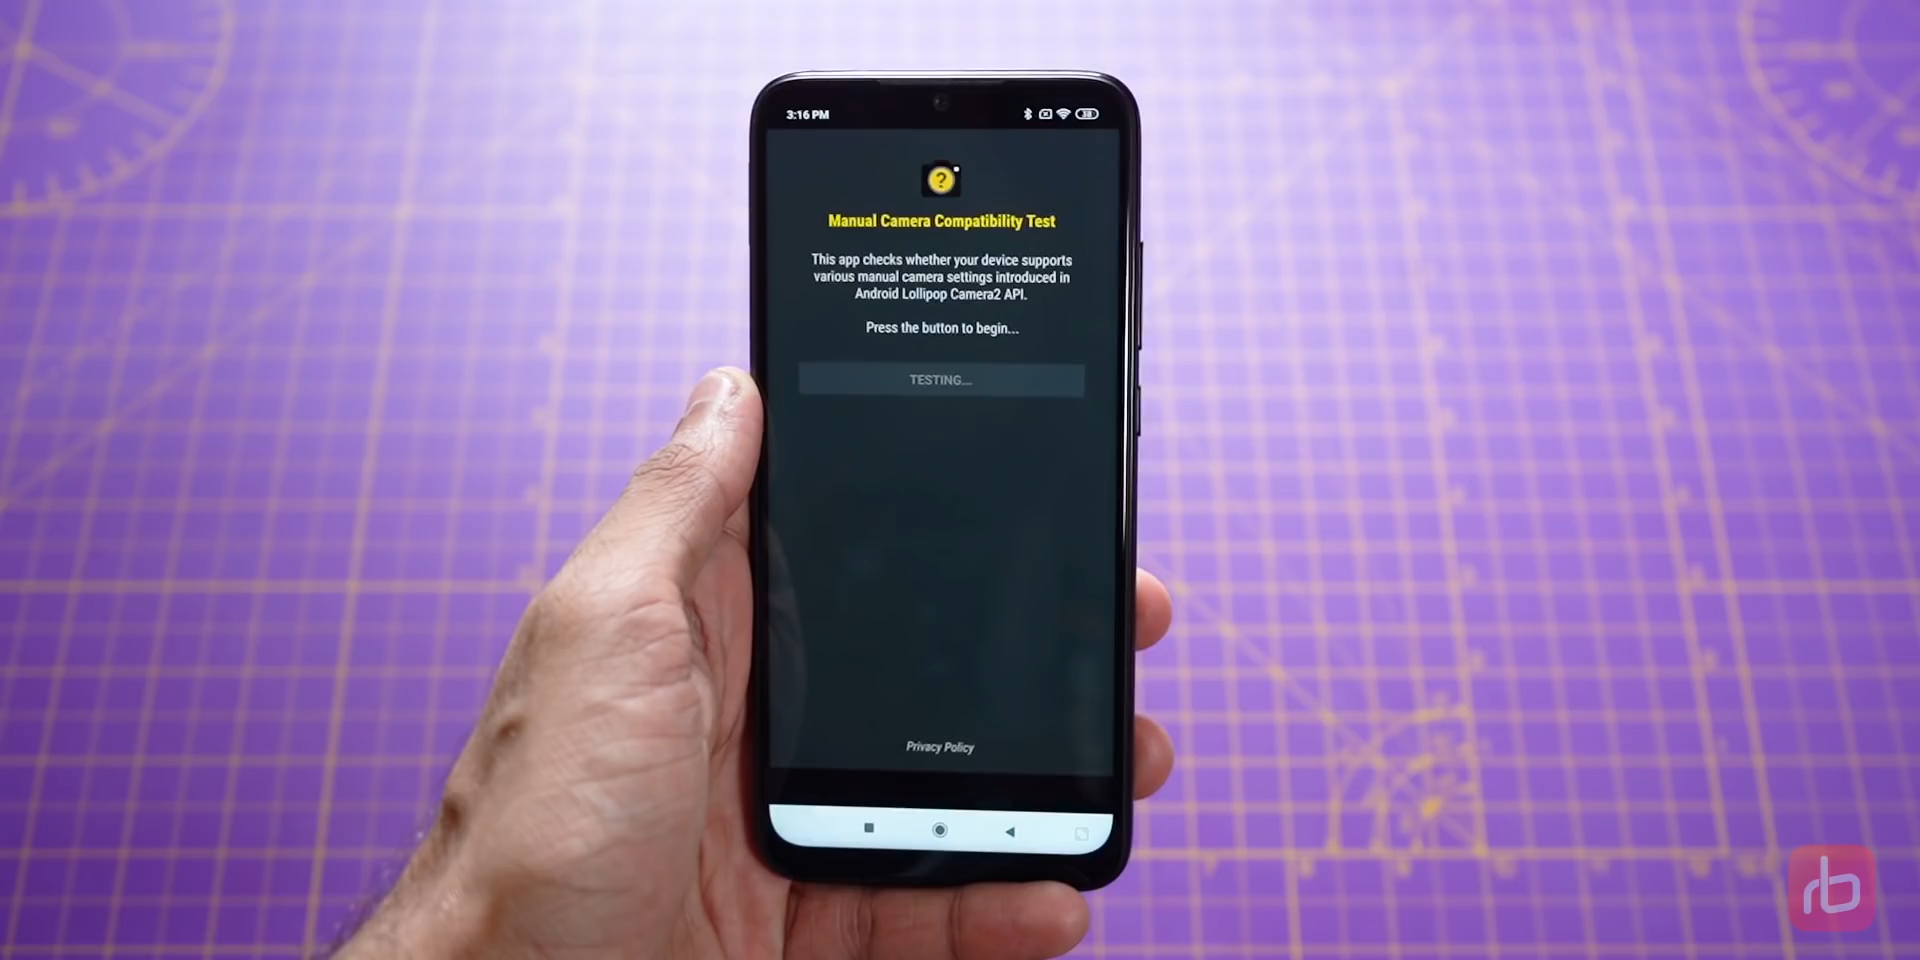 3:16 PM
38
Manual Camera Compatibility Test
This app checks whether your device supports
various manual camera settings introduced in
Android Lollipop Camera2 API.
Press the button to begin...
TESTING...
Privacy Policy
rb